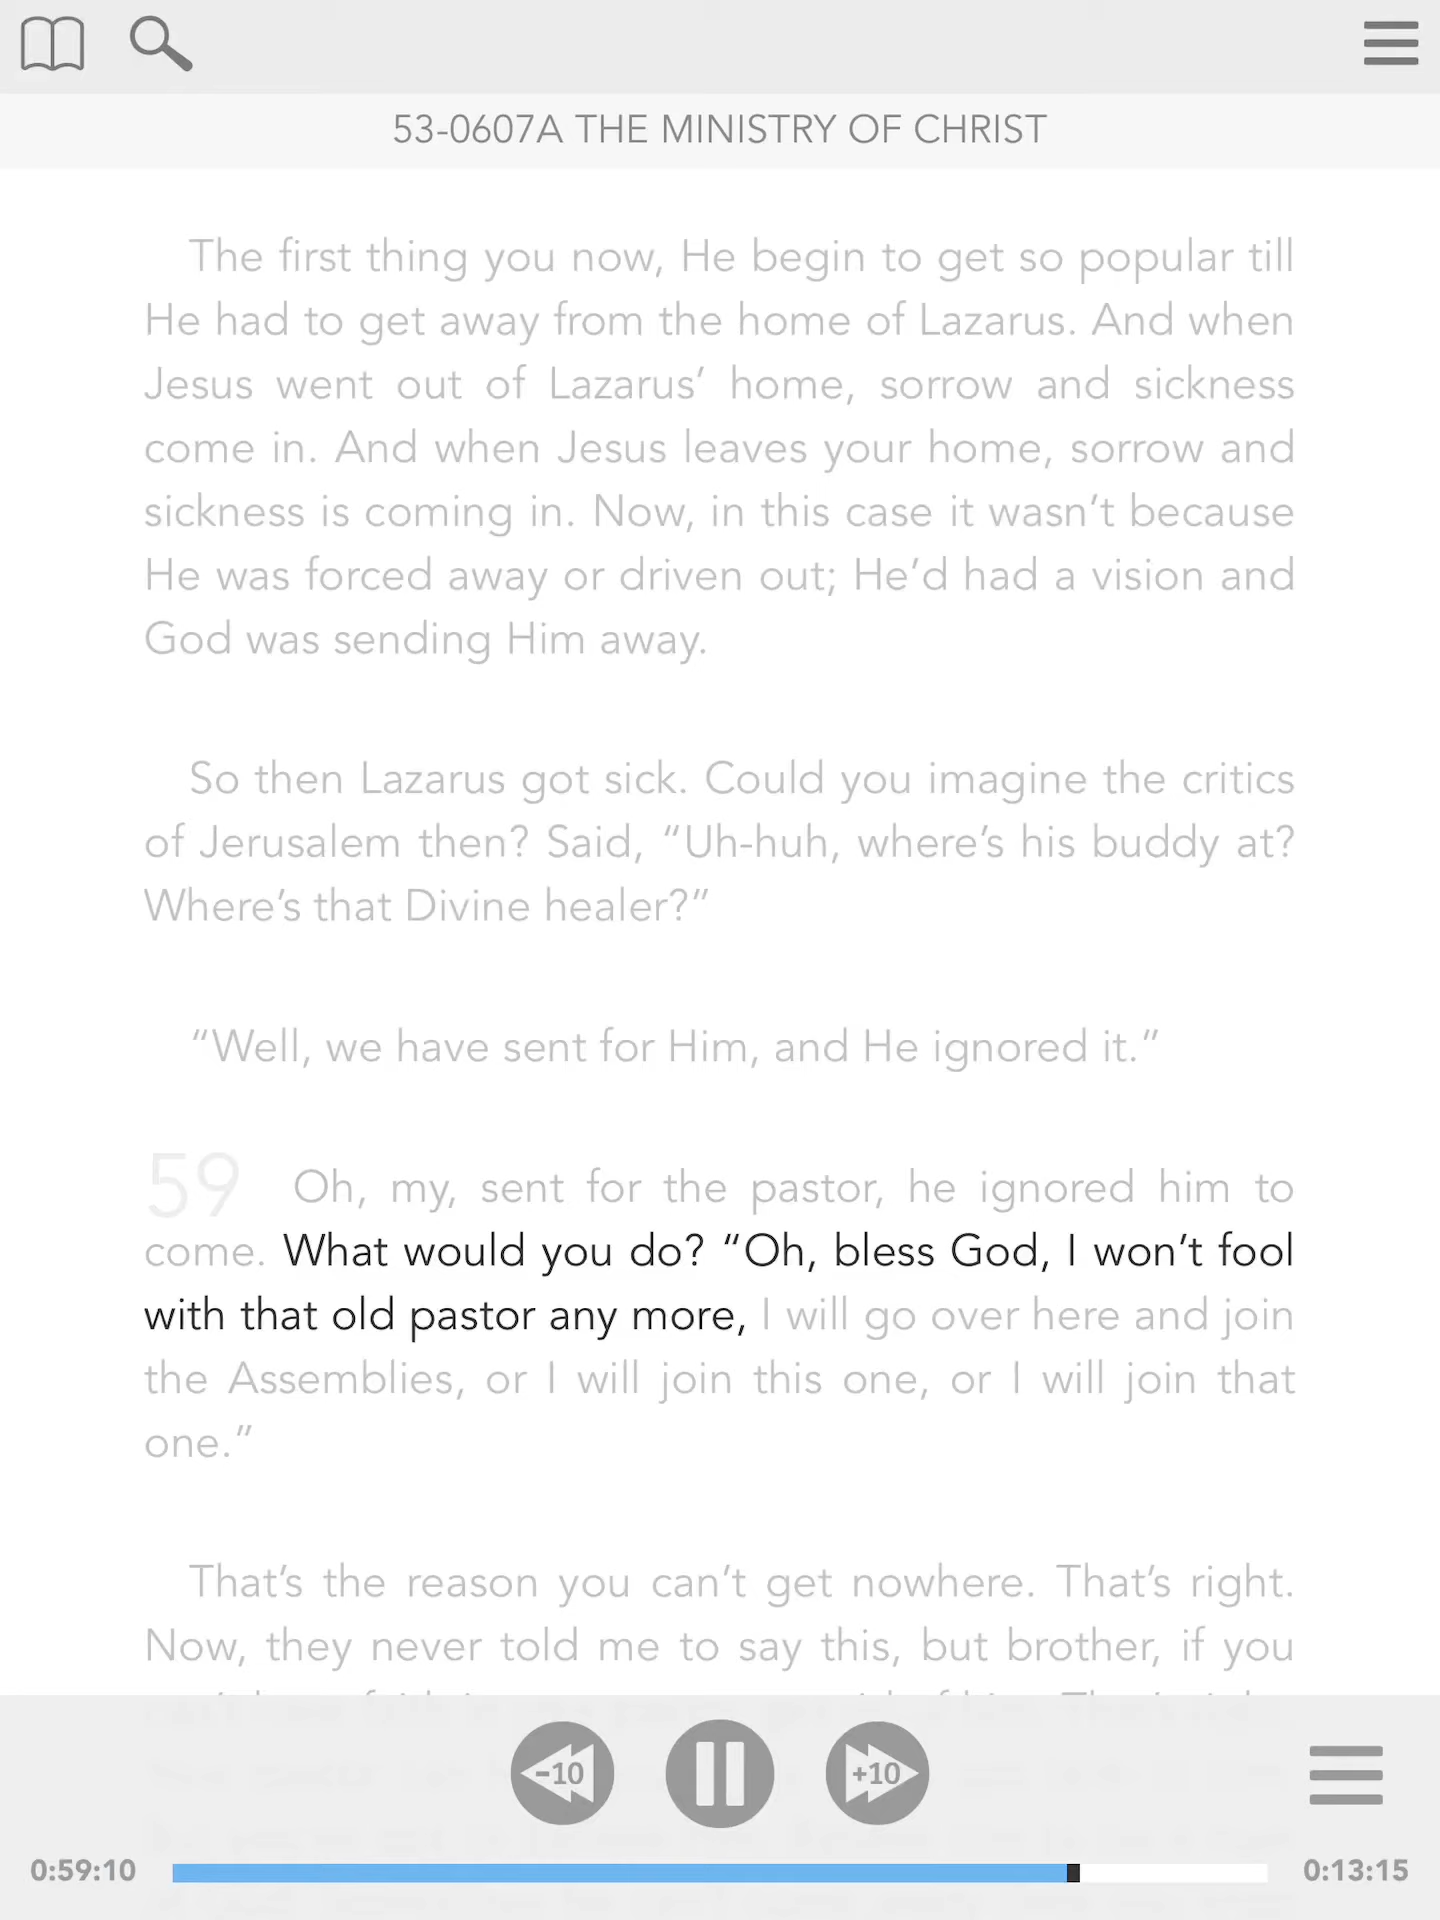 53-0607A THE MINISTRY OF CHRIST
The first thing you now, He begin to get so popular till
He had to get away from the home of Lazarus. And when
Jesus went out of Lazarus’ home, sorrow and sickness
come in. And when Jesus leaves your home, sorrow and
sickness is coming in. Now, in this case it wasn’t because
He was forced away or driven out; He’d had a vision and
God was sending Him away.
So then Lazarus got sick. Could you imagine the critics
of Jerusalem then? Said, “Uh-huh, where’s his buddy at?
Where’s that Divine healer?”
“Well, we have sent for Him, and He ignored it.”
59 Oh, my, sent for the pastor, he ignored him to
come. What would you do? “Oh, bless God, I won’t fool
with that old pastor any more, I will go over here and join
the Assemblies, or I will join this one, or I will join that
one.”
That’s the reason you can’t get nowhere. That’s right.
Now, they never told me to say this, but brother, if you
-10 +10
0:59:10 0:13:15